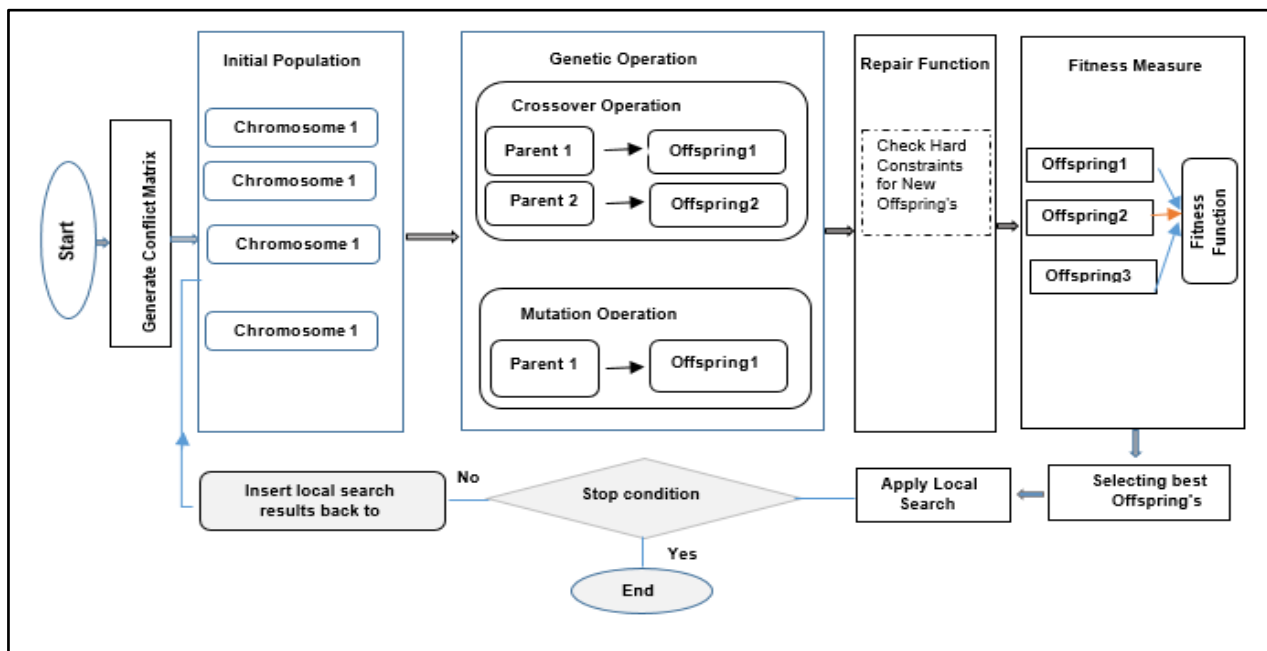 Start
Generate Conflict Matrix
Initial Population
Chromosome 1
Chromosome 1
Chromosome 1
Chromosome 1
Genetic Operation
Crossover Operation
Parent 1
Offspring1
Parent 2
Offspring2
Mutation Operation
Parent 1
Offspring1
Repair Function
Check Hard
Constraints
for New
Offspring's
Fitness Measure
Offspring1
Offspring2
Offspring3
Fitness
Function
Selecting best
Offspring's
Apply Local
Search
Stop condition
No
Insert local search
results back to
Yes
End